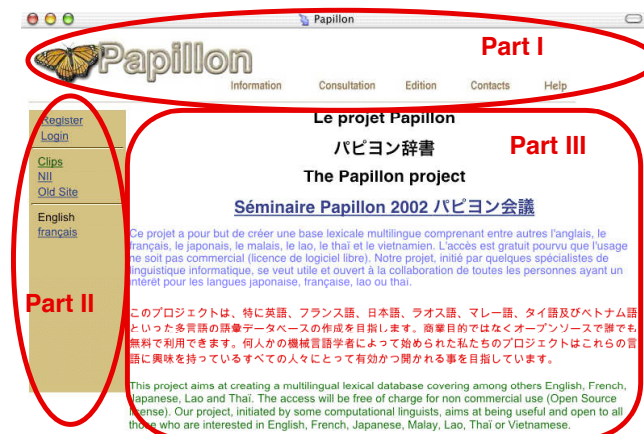 Papillon
Part I
Papillon
Information Consultation Edition Contacts Help
Register
Login
Clips
NII
Old Site
English
français
Part II
Le projet Papillon
Part III
パピヨン辞書
The Papillon project
Séminaire Papillon 2002 パピヨン会議
Ce projet a pour but de créer une base lexicale multilingue comprenant entre autres l'anglais, le
français, le japonais, le malais, le lao, le thaï et le vietnamien. L'accès est gratuit pourvu que l'usage
ne soit pas commercial (licence de logiciel libre). Notre projet, initié par quelques spécialistes de
linguistique informatique, se veut utile et ouvert à la collaboration de toutes les personnes ayant un
intérêt pour les langues japonaise, française, lao ou thaï.
このプロジェクトは、特に英語、フランス語、日本語、ラオス語、マレー語、タイ語及びベトナム語
といった多言語の語彙データベースの作成を目指します。商業目的ではなくオープンソースで誰でも
無料で利用できます。何人かの機械言語学者によって始められた私たちのプロジェクトはこれらの言
語に興味を持っているすべての人々にとって有効かつ開かれる事を目指しています。
This project aims at creating a multilingual lexical database covering among others English, French,
Japanese, Lao and Thaï. The access will be free of charge for non commercial use (Open Source
license). Our project, initiated by some computational linguists, aims at being useful and open to all
those who are interested in English, French, Japanese, Malay, Lao, Thaï or Vietnamese.